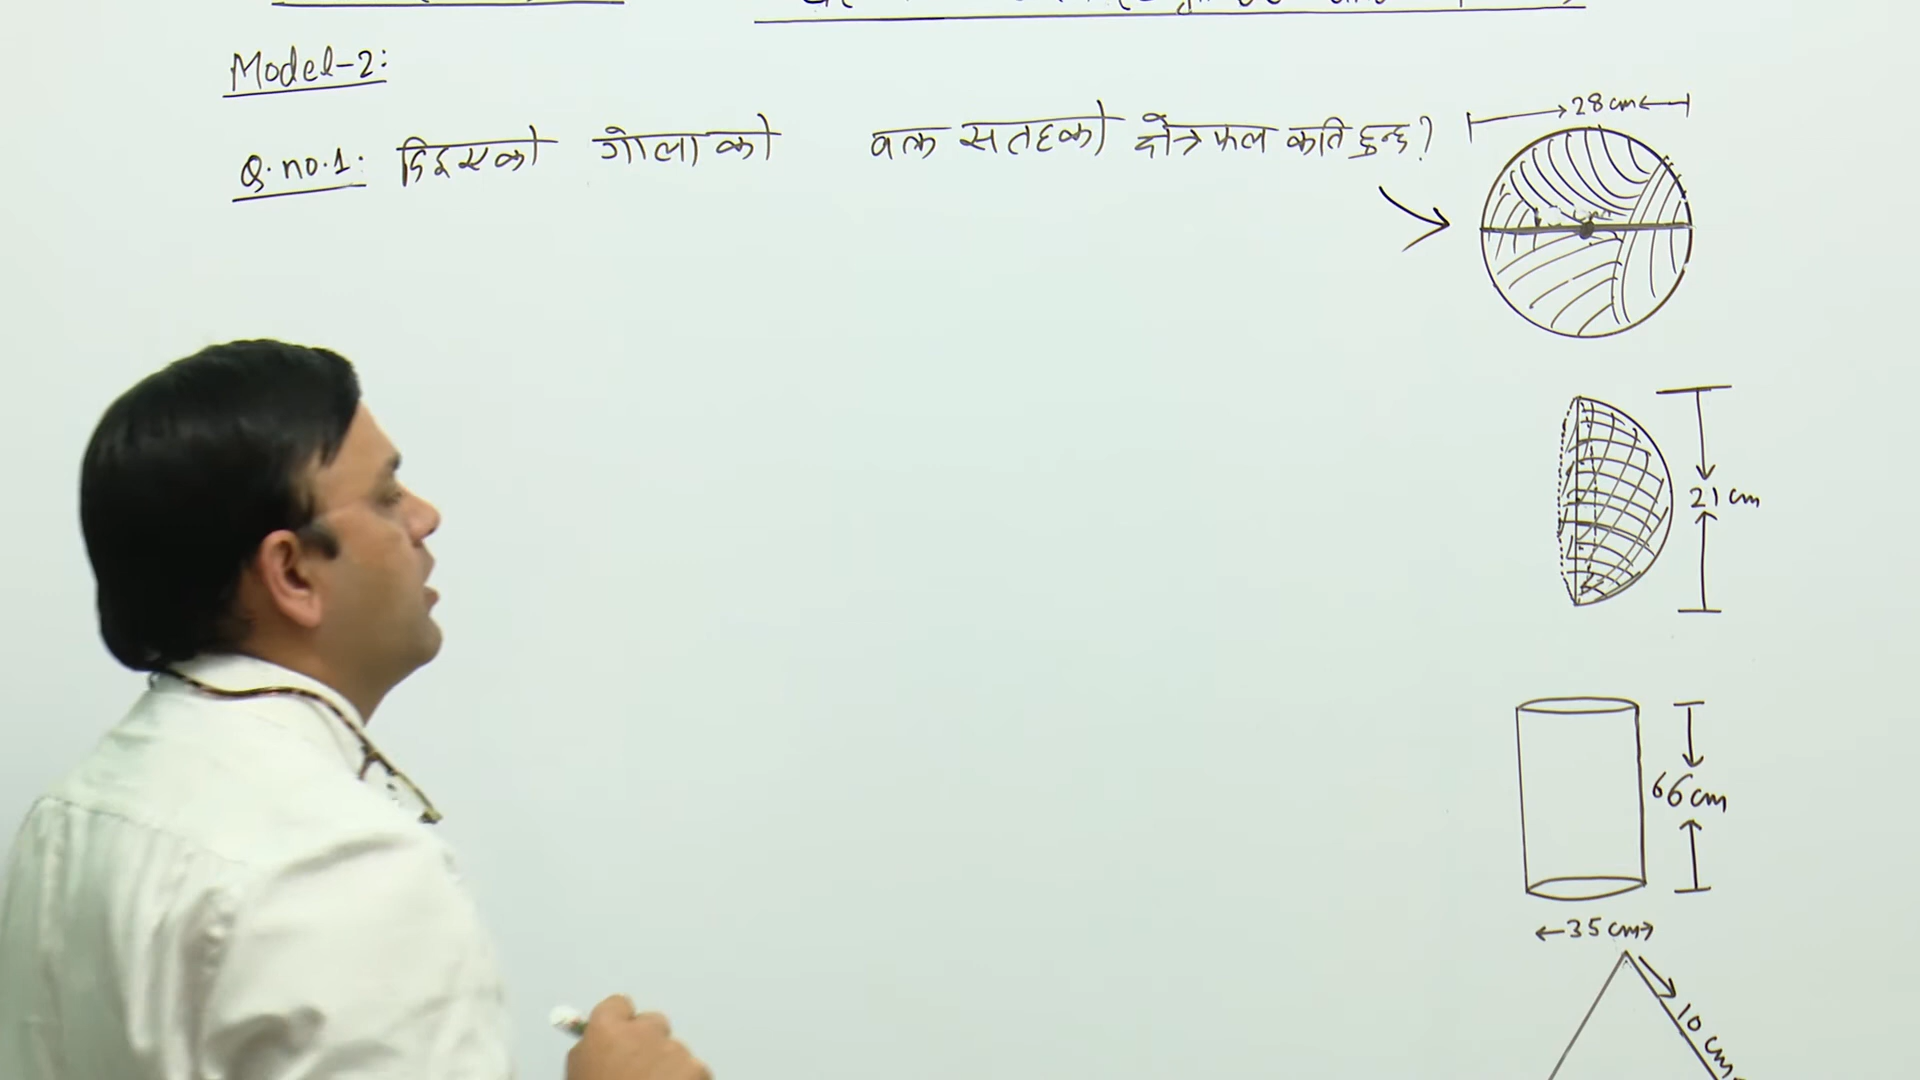 Model-2:
Q.no.1: दिइएको गोलाको वक्र सतहको क्षेत्रफल कति हुन्छ?
28 cm
21 cm
66 cm
35 cm
10 cm